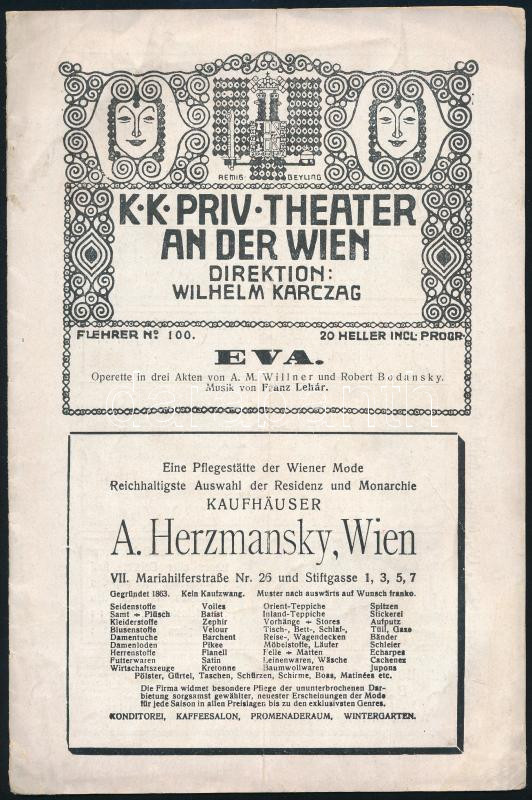 REMIG GEYLING
K·K·PRIV·THEATER
AN DER WIEN
DIREKTION:
WILHELM KARCZAG
FLEHRER No 100. 20 HELLER INCL·PROGR
EVA.
Operette in drei Akten von A. M. Willner und Robert Bodansky.
Musik von Franz Lehár.
Eine Pflegestätte der Wiener Mode
Reichhaltigste Auswahl der Residenz und Monarchie
KAUFHÄUSER
A. Herzmansky, Wien
VII. Mariahilferstraße Nr. 26 und Stiftgasse 1, 3, 5, 7
Gegründet 1863. Kein Kaufzwang. Muster nach auswärts auf Wunsch franko.
Seidenstoffe Voiles Orient-Teppiche Spitzen
Samt + Plüsch Batist Inland-Teppiche Stickerei
Kleiderstoffe Zephir Vorhänge + Stores Aufputz
Blusenstoffe Velour Tisch-, Bett-, Schlaf-, Tüll, Gaze
Damentuche Barchent Reise-, Wagendecken Bänder
Damenloden Pikee Möbelstoffe, Läufer Schleier
Herrenstoffe Flanell Felle + Matten Echarpes
Futterwaren Satin Leinenwaren, Wäsche Cachenez
Wirtschaftszeuge Kretonne Baumwollwaren Jupons
Pölster, Gürtel, Taschen, Schürzen, Schirme, Boas, Matinées etc.
Die Firma widmet besondere Pflege der ununterbrochenen Dar-
bietung sorgsamst gewählter, neuester Erscheinungen der Mode
für jede Saison in allen Preislagen bis zu den exklusivsten Genres.
KONDITOREI, KAFFEESALON, PROMENADERAUM, WINTERGARTEN.